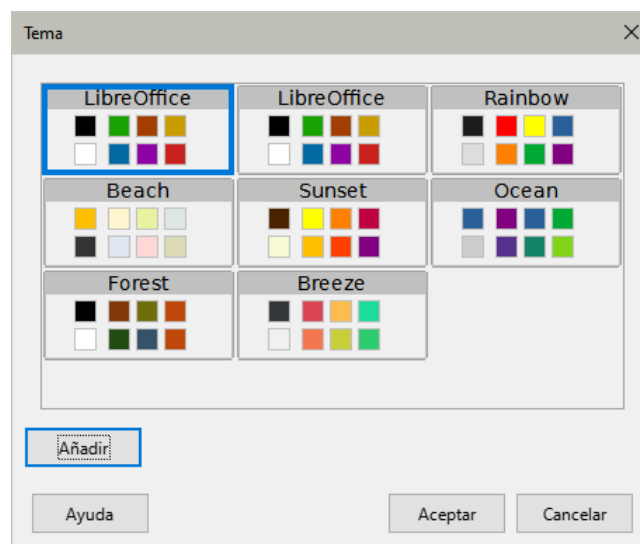 Tema
LibreOffice
LibreOffice
Rainbow
Beach
Sunset
Ocean
Forest
Breeze
Añadir
Ayuda
Aceptar
Cancelar